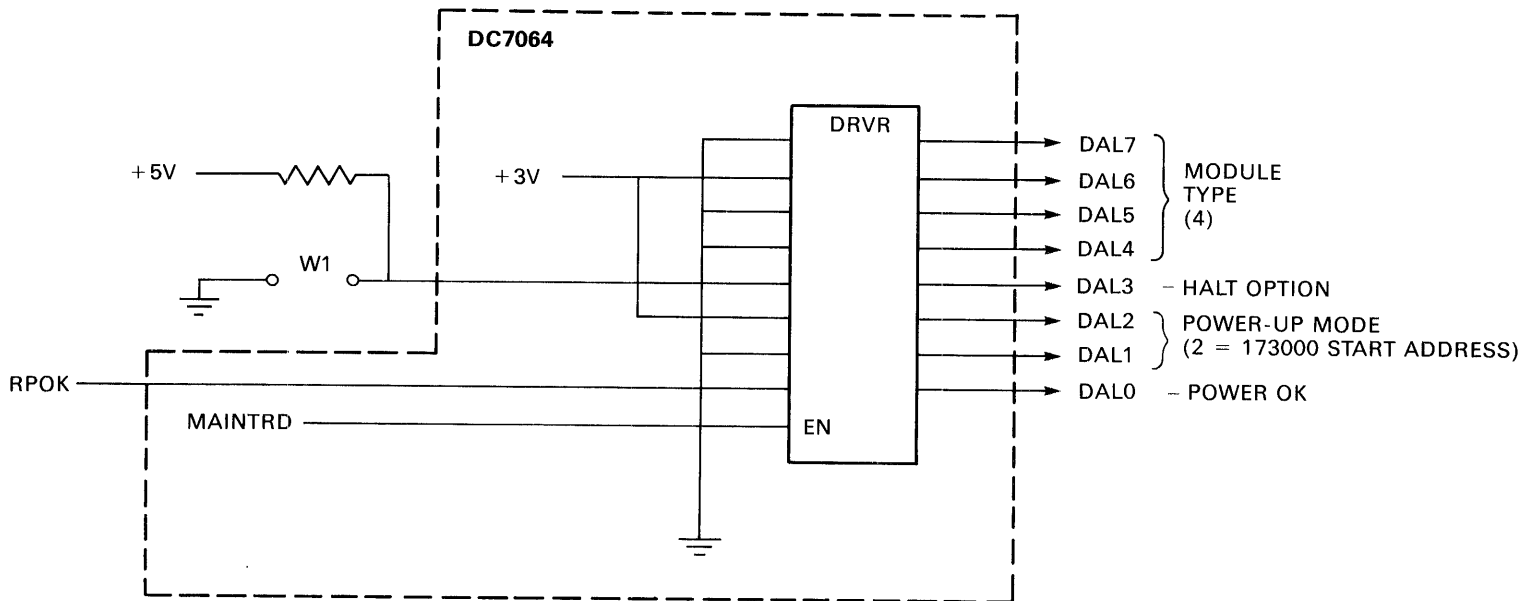 DC7064
DRVR
+5V
+3V
W1
RPOK
MAINTRD
EN
DAL7
DAL6
DAL5
DAL4
MODULE
TYPE
(4)
DAL3 – HALT OPTION
DAL2
DAL1
POWER-UP MODE
(2 = 173000 START ADDRESS)
DAL0 – POWER OK